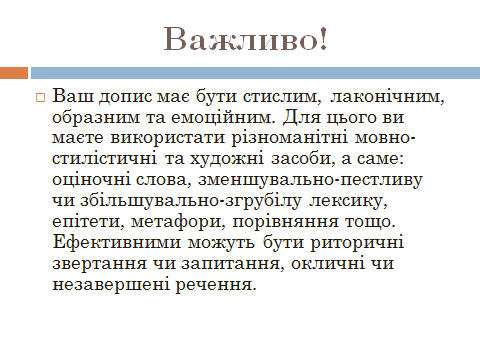 Важливо!
Ваш допис має бути стислим, лаконічним,
образним та емоційним. Для цього ви
маєте використати різноманітні мовно-
стилістичні та художні засоби, а саме:
оціночні слова, зменшувально-пестливу
чи збільшувально-згрубілу лексику,
епітети, метафори, порівняння тощо.
Ефективними можуть бути риторичні
звертання чи запитання, окличні чи
незавершені речення.